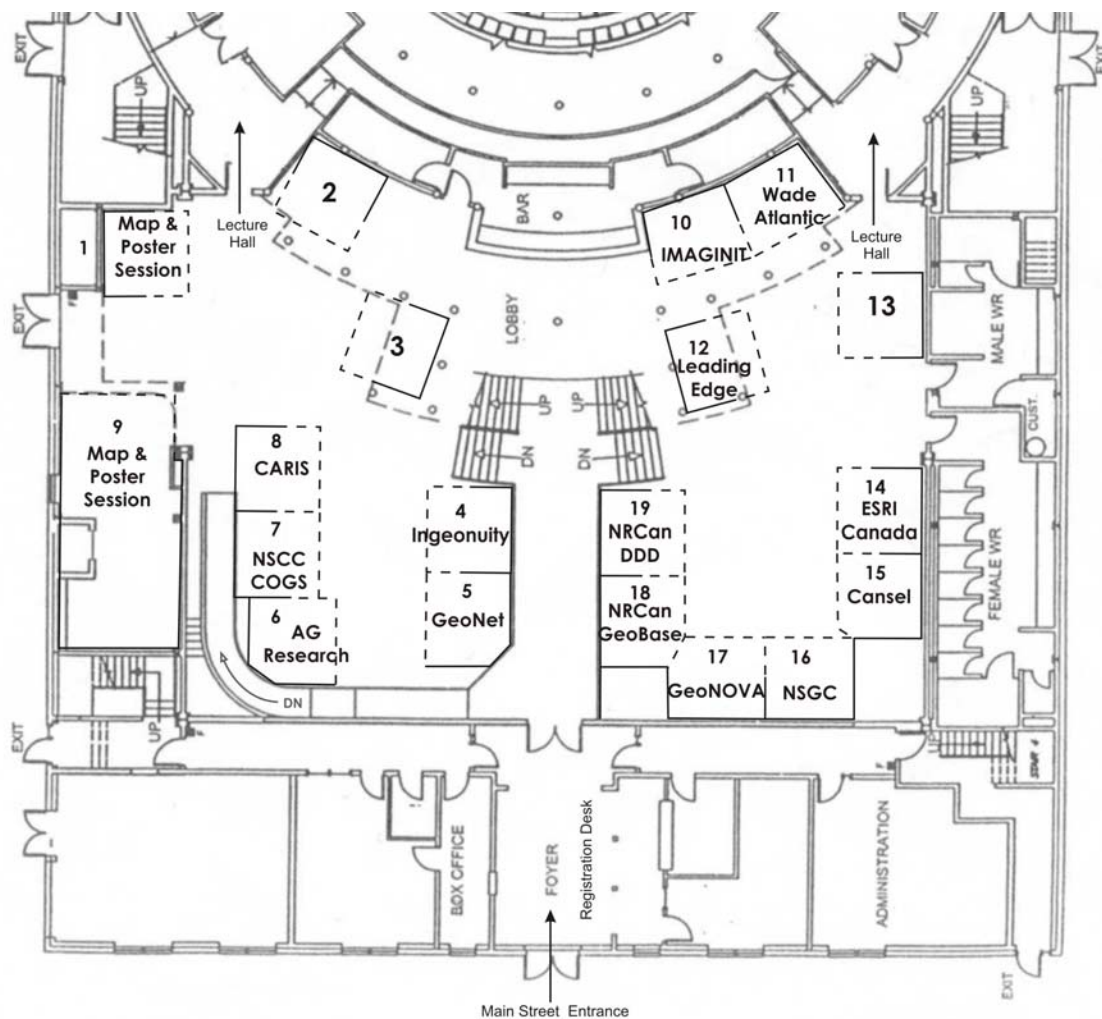 EXIT
EXIT
UP
UP
2
11
Wade
Atlantic
1
Map &
Poster
Session
Lecture
Hall
BAR
10
IMAGINIT
Lecture
Hall
F
EXIT
LOBBY
13
MALE WR
3
12
Leading
Edge
CUST.
UP
UP
DN
DN
9
Map &
Poster
Session
8
CARIS
4
Ingeonuity
19
NRCan
DDD
14
ESRI
Canada
7
NSCC
COGS
5
GeoNet
18
NRCan
GeoBase
15
Cansel
FEMALE WR
6
AG
Research
17
GeoNOVA
16
NSGC
DN
EXIT
UP
F
UP
F
STAIR 4
BOX OFFICE
FOYER
Registration Desk
ADMINISTRATION
EXIT
Main Street Entrance